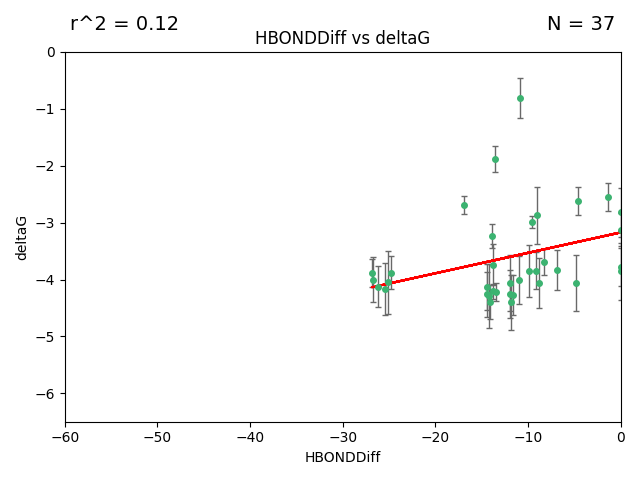 r^2 = 0.12
N = 37
HBONDDiff vs deltaG
deltaG
0
−1
−2
−3
−4
−5
−6
−60
−50
−40
−30
−20
−10
0
HBONDDiff